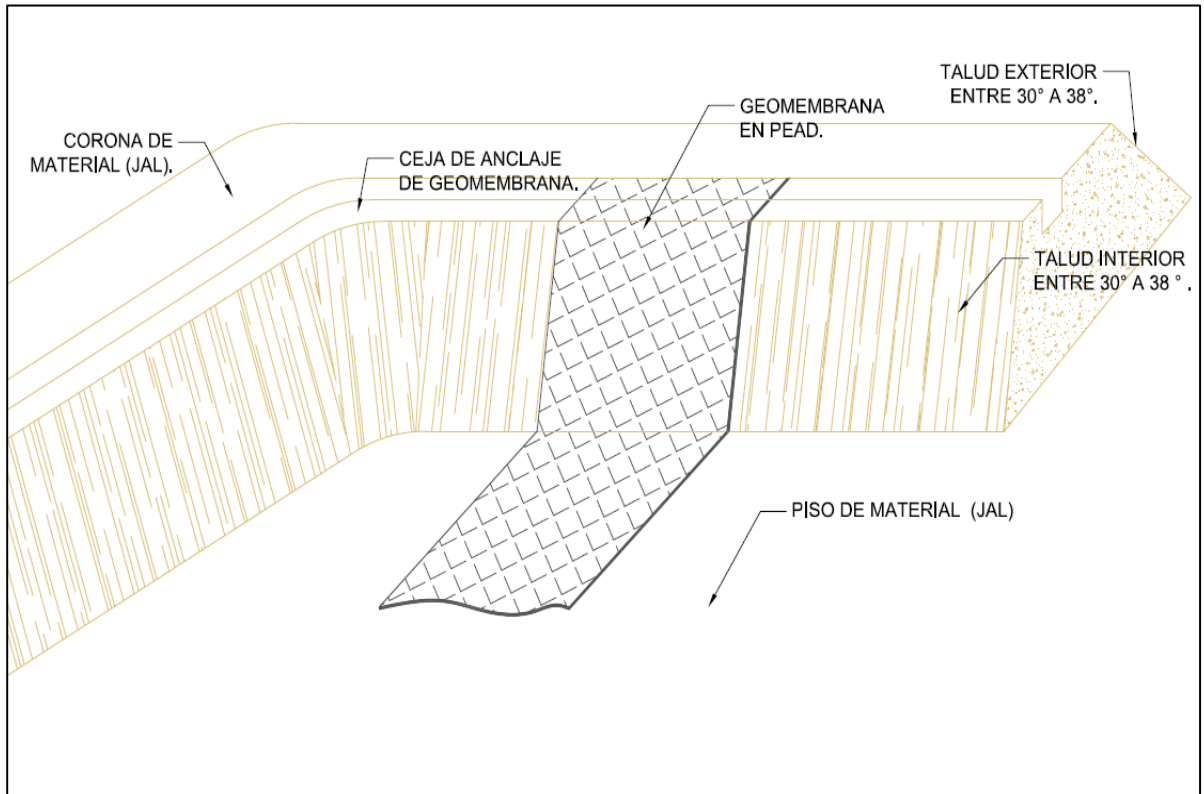 TALUD EXTERIOR
ENTRE 30° A 38°.
GEOMEMBRANA
EN PEAD.
CORONA DE
MATERIAL (JAL).
CEJA DE ANCLAJE
DE GEOMEMBRANA.
TALUD INTERIOR
ENTRE 30° A 38 ° .
PISO DE MATERIAL (JAL)